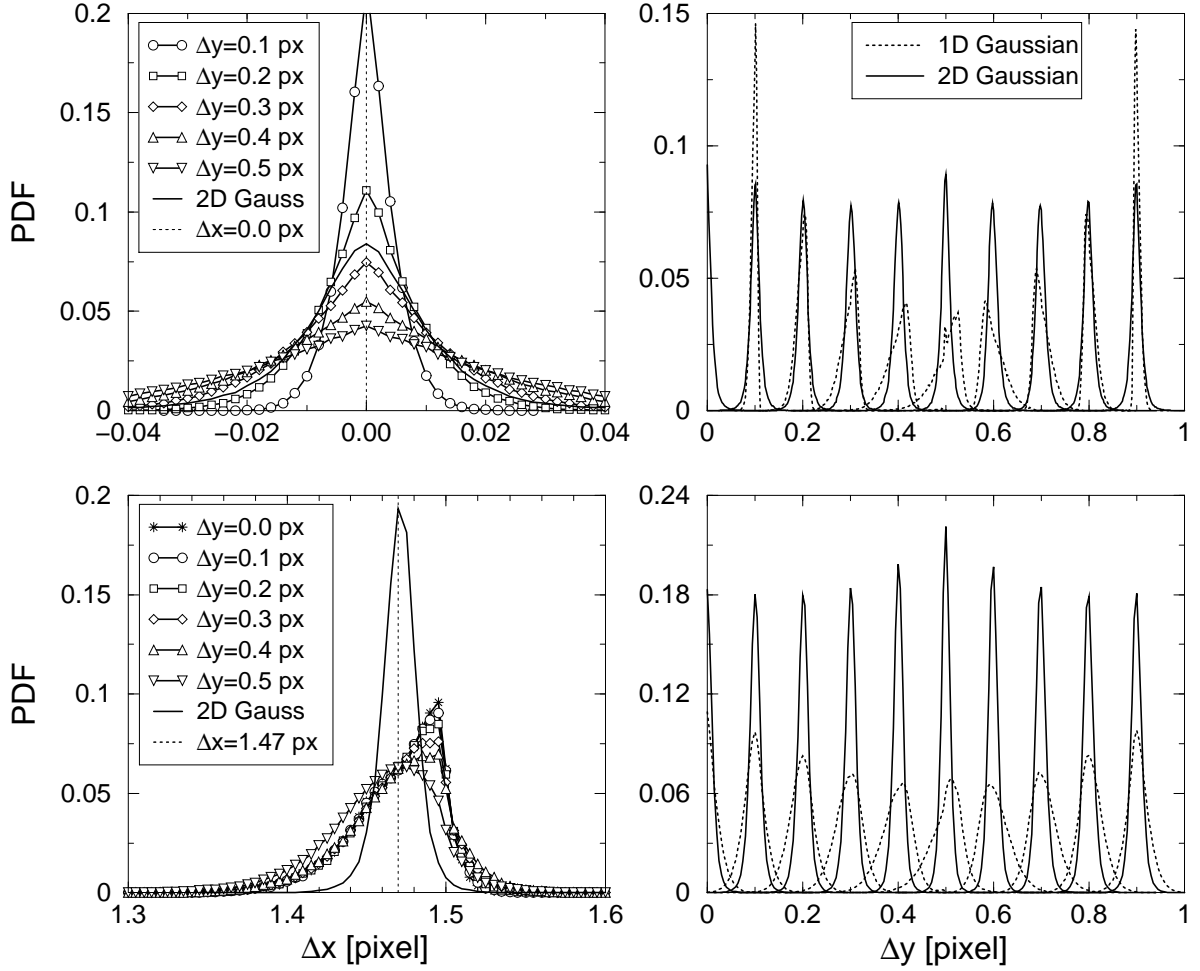 0.2
0.15
0.1
0.05
0
PDF
Δy=0.1 px
Δy=0.2 px
Δy=0.3 px
Δy=0.4 px
Δy=0.5 px
2D Gauss
Δx=0.0 px
−0.04 −0.02 0.00 0.02 0.04
0.15
0.1
0.05
0
1D Gaussian
2D Gaussian
0 0.2 0.4 0.6 0.8 1
0.2
0.15
0.1
0.05
0
PDF
Δy=0.0 px
Δy=0.1 px
Δy=0.2 px
Δy=0.3 px
Δy=0.4 px
Δy=0.5 px
2D Gauss
Δx=1.47 px
1.3 1.4 1.5 1.6
Δx [pixel]
0.24
0.18
0.12
0.06
0
0 0.2 0.4 0.6 0.8 1
Δy [pixel]